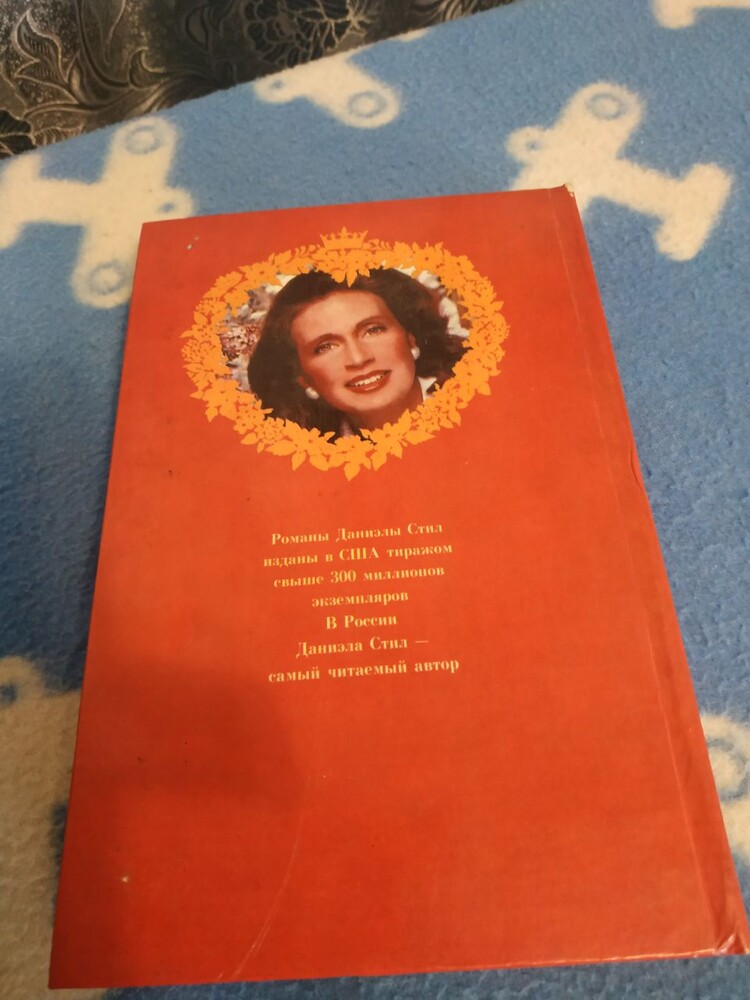 Романы Даниэлы Стил
изданы в США тиражом
свыше 300 миллионов
экземпляров
В России
Даниэла Стил —
самый читаемый автор